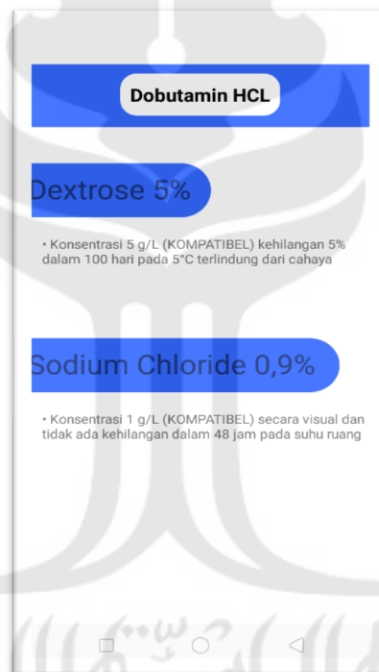 Dobutamin HCL
Dextrose 5%
• Konsentrasi 5 g/L (KOMPATIBEL) kehilangan 5%
dalam 100 hari pada 5°C terlindung dari cahaya
Sodium Chloride 0,9%
• Konsentrasi 1 g/L (KOMPATIBEL) secara visual dan
tidak ada kehilangan dalam 48 jam pada suhu ruang